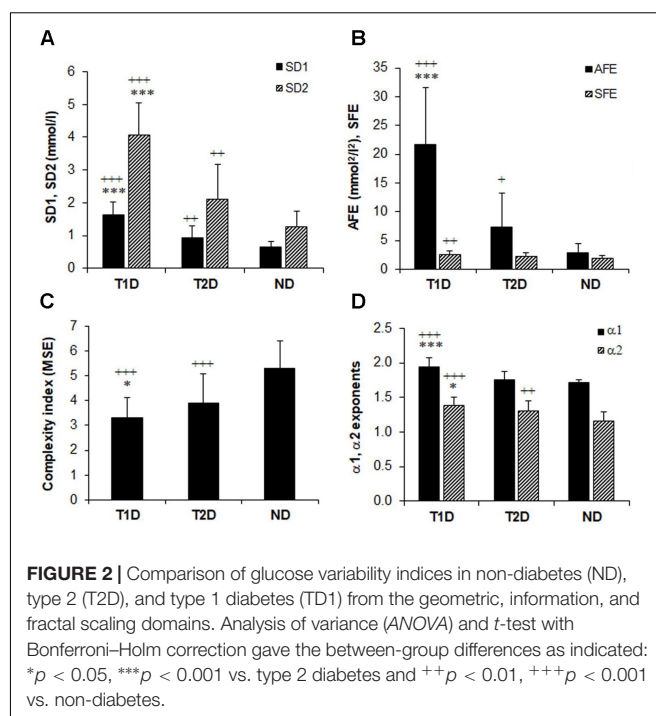 A
B
SD1
SD2
SD1, SD2 (mmol/l)
6
5
4
3
2
1
0
+++
***
+++
***
++
++
T1D
T2D
ND
AFE
SFE
AFE (mmol²/l²), SFE
35
30
25
20
15
10
5
0
+++
***
++
+
T1D
T2D
ND
C
D
Complexity index (MSE)
7
6
5
4
3
2
1
0
+++
*
+++
T1D
T2D
ND
α1
α2
α1, α2 exponents
2.5
2.0
1.5
1.0
0.5
0.0
+++
***
+++
*
++
T1D
T2D
ND
FIGURE 2 | Comparison of glucose variability indices in non-diabetes (ND),
type 2 (T2D), and type 1 diabetes (TD1) from the geometric, information, and
fractal scaling domains. Analysis of variance (ANOVA) and t-test with
Bonferroni–Holm correction gave the between-group differences as indicated:
*p < 0.05, ***p < 0.001 vs. type 2 diabetes and ++p < 0.01, +++p < 0.001
vs. non-diabetes.